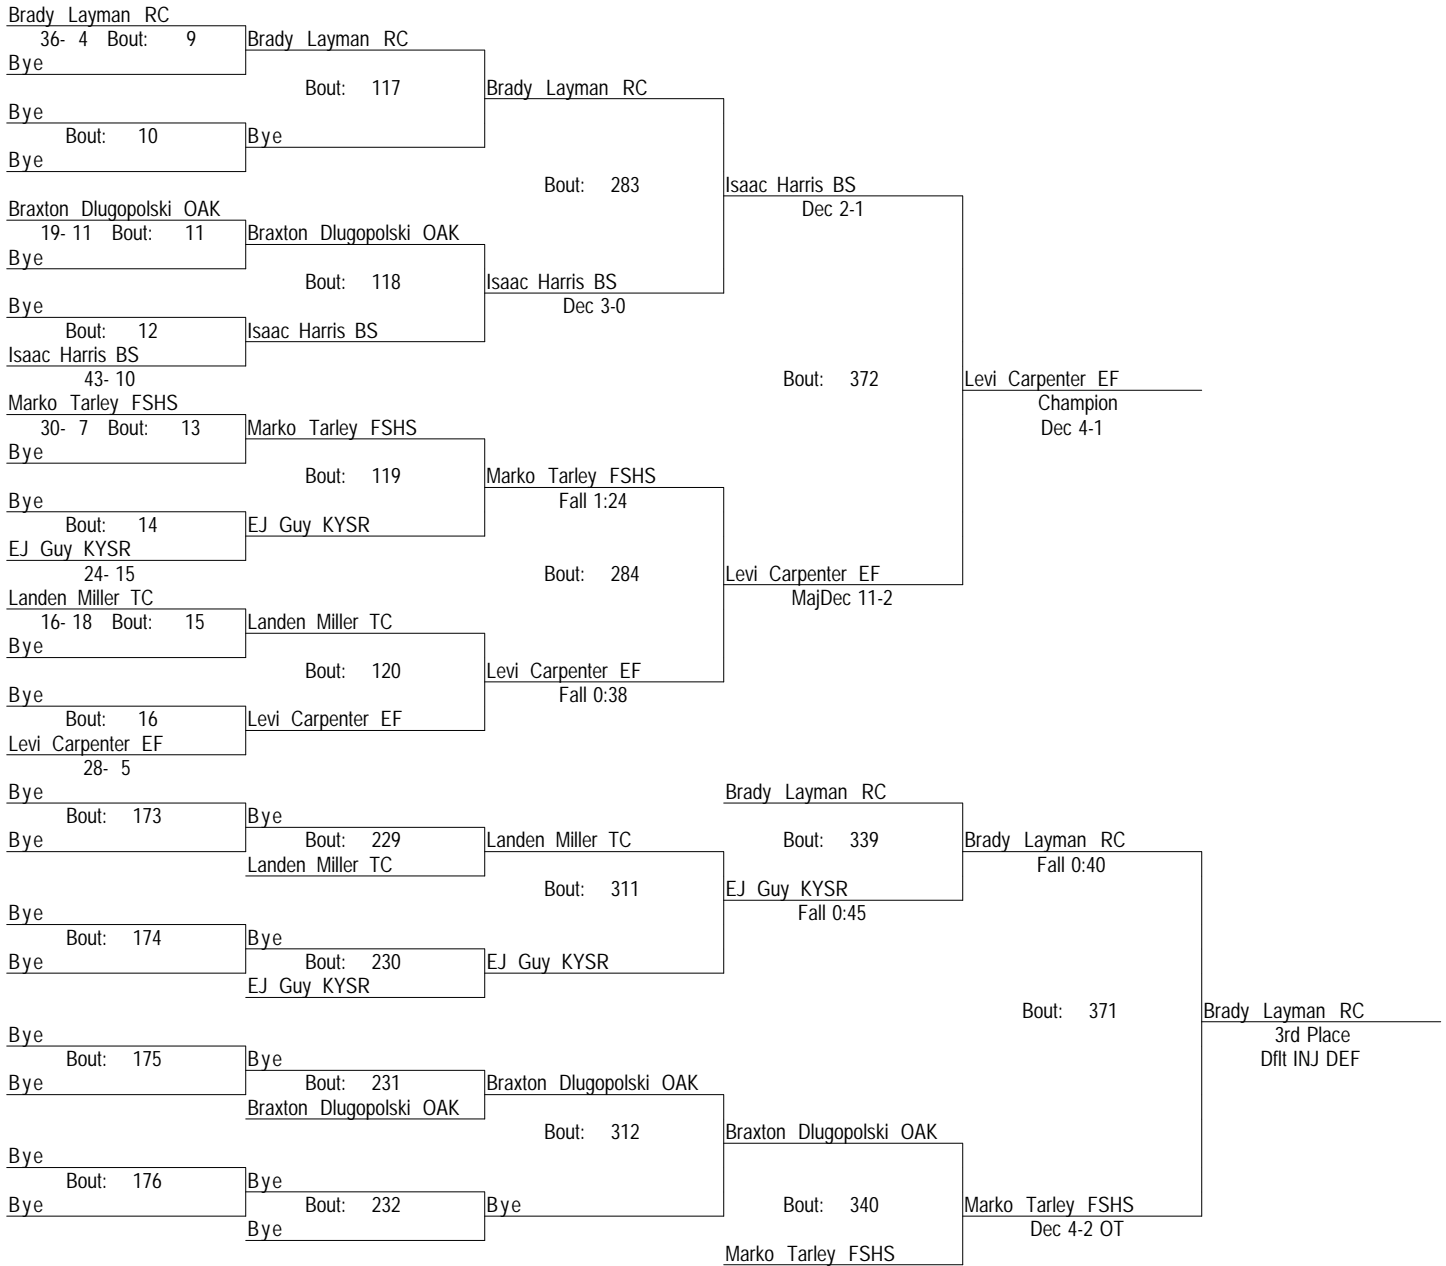 Brady Layman RC
36- 4 Bout: 9 Brady Layman RC
Bye
Bout: 117 Brady Layman RC
Bye
Bout: 10 Bye
Bye
Bout: 283 Isaac Harris BS
Dec 2-1
Braxton Dlugopolski OAK
19- 11 Bout: 11 Braxton Dlugopolski OAK
Bye
Bout: 118 Isaac Harris BS
Dec 3-0
Bye
Bout: 12 Isaac Harris BS
Isaac Harris BS
43- 10
Bout: 372 Levi Carpenter EF
Champion
Dec 4-1
Marko Tarley FSHS
30- 7 Bout: 13 Marko Tarley FSHS
Bye
Bout: 119 Marko Tarley FSHS
Fall 1:24
Bye
Bout: 14 EJ Guy KYSR
EJ Guy KYSR
24- 15
Bout: 284 Levi Carpenter EF
MajDec 11-2
Landen Miller TC
16- 18 Bout: 15 Landen Miller TC
Bye
Bout: 120 Levi Carpenter EF
Fall 0:38
Bye
Bout: 16 Levi Carpenter EF
Levi Carpenter EF
28- 5
Bye
Brady Layman RC
Bout: 173 Bye
Bye
Bout: 229 Landen Miller TC
Bout: 339 Brady Layman RC
Fall 0:40
Landen Miller TC
Bout: 311 EJ Guy KYSR
Fall 0:45
Bye
Bout: 174 Bye
Bye
Bout: 230 EJ Guy KYSR
EJ Guy KYSR
Bout: 371 Brady Layman RC
3rd Place
Dflt INJ DEF
Bye
Bout: 175 Bye
Bye
Bout: 231 Braxton Dlugopolski OAK
Braxton Dlugopolski OAK
Bout: 312 Braxton Dlugopolski OAK
Bye
Bout: 176 Bye
Bye
Bout: 232 Bye
Bout: 340 Marko Tarley FSHS
Dec 4-2 OT
Bye
Marko Tarley FSHS